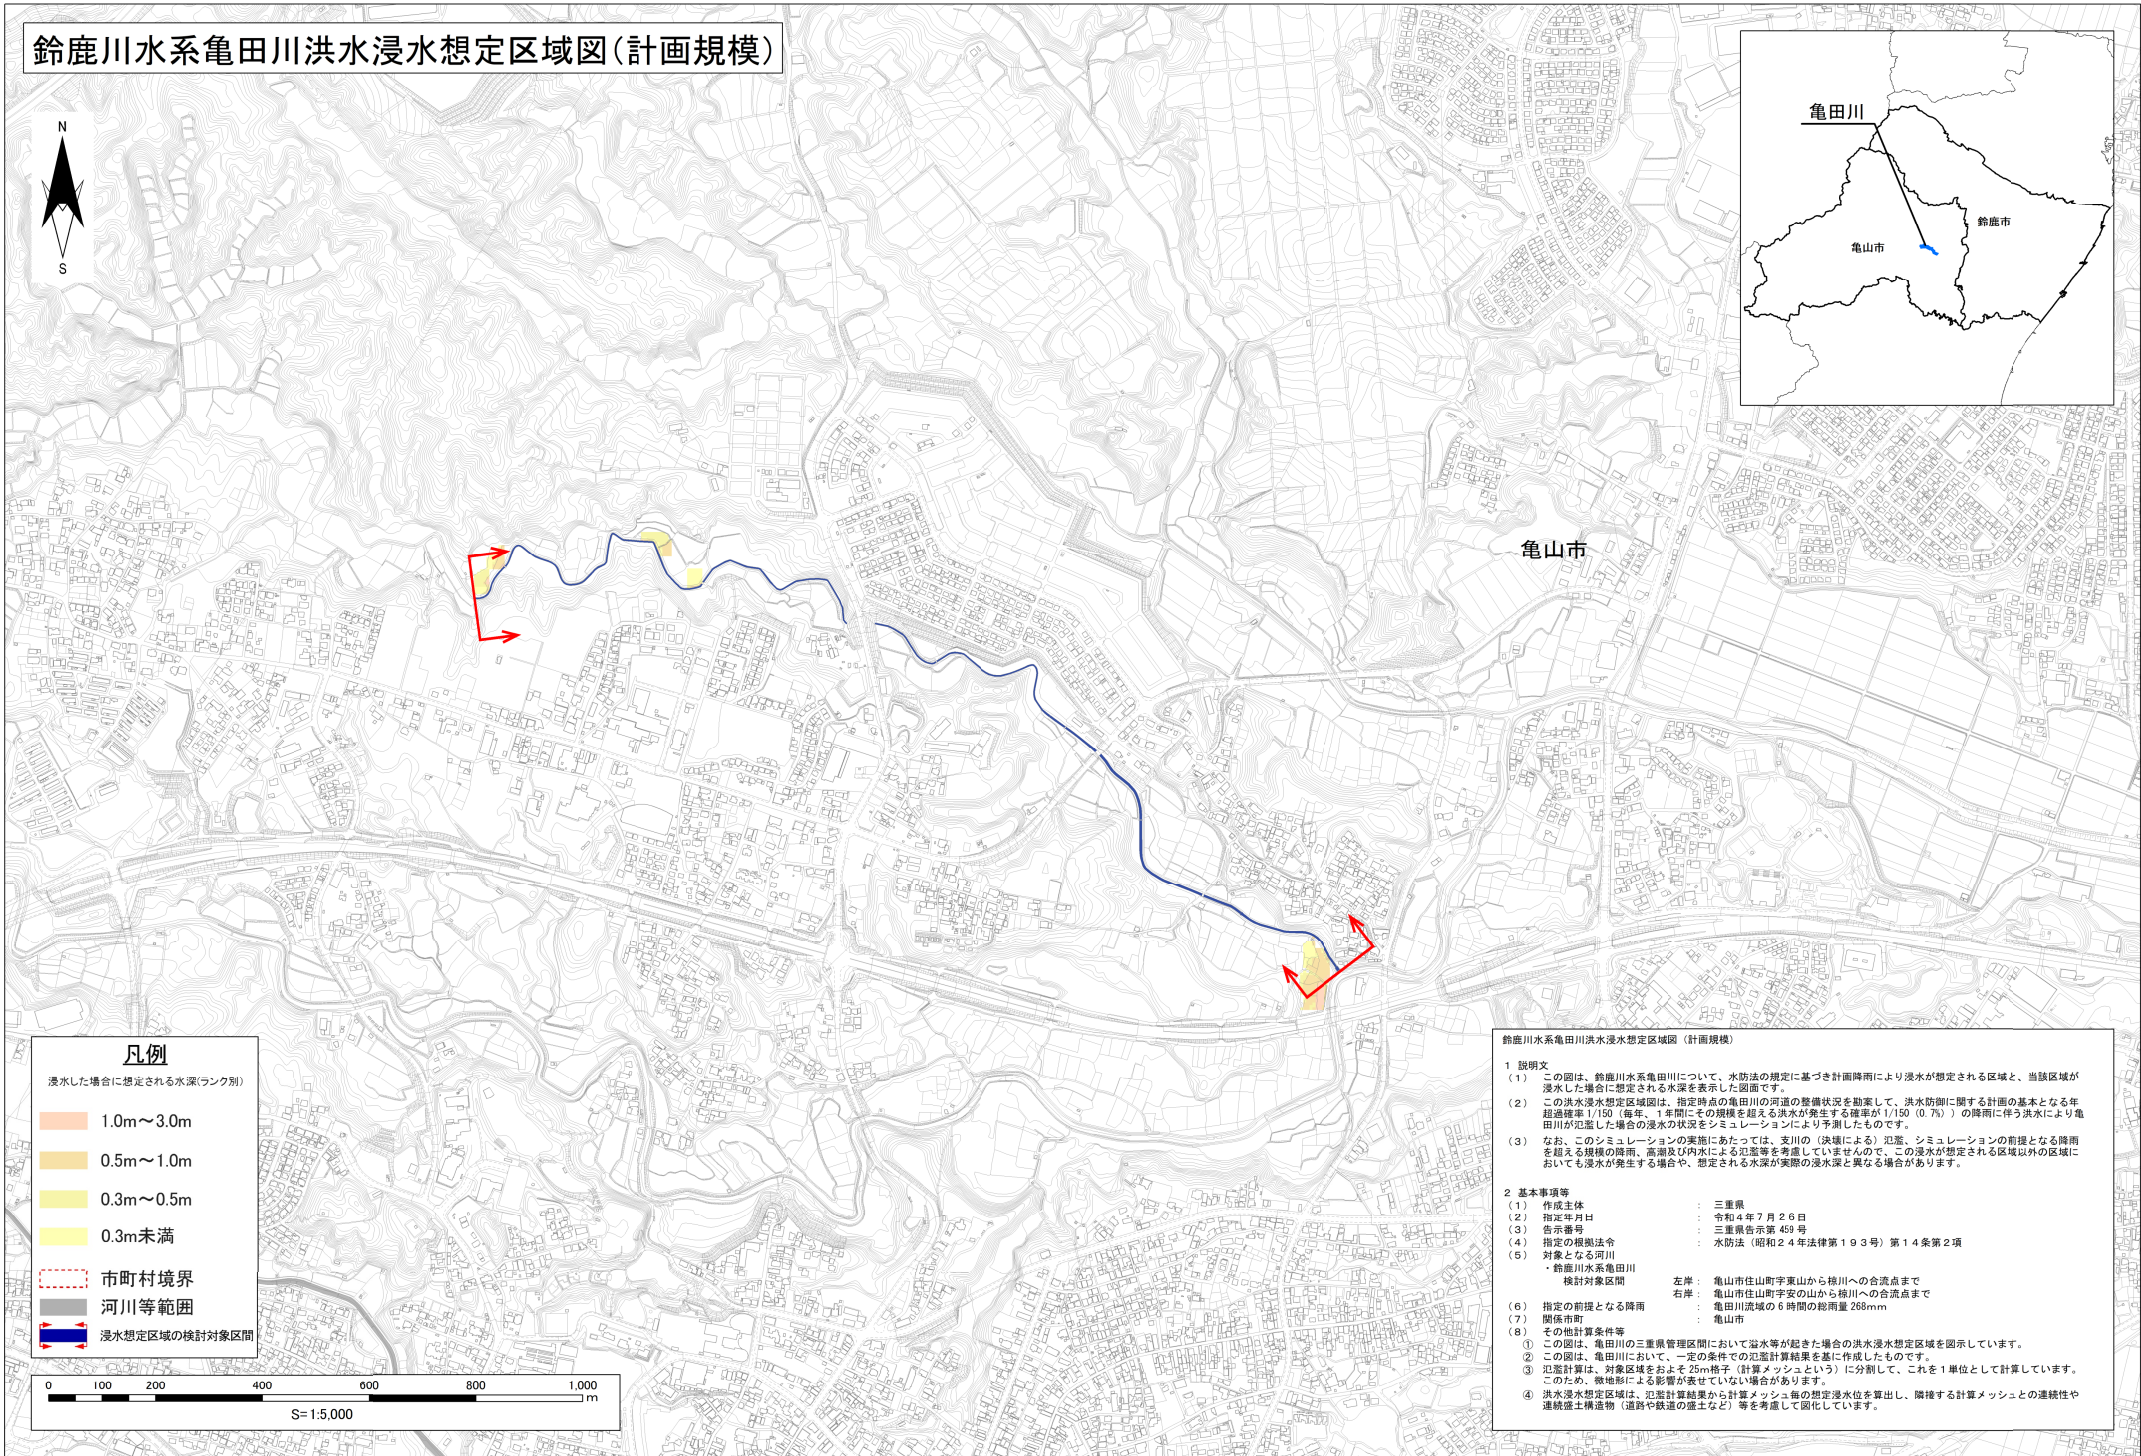 鈴鹿川水系亀田川洪水浸水想定区域図(計画規模)
N
S
亀田川
鈴鹿市
亀山市
亀山市
凡例
浸水した場合に想定される水深(ランク別)
1.0m～3.0m
0.5m～1.0m
0.3m～0.5m
0.3m未満
市町村境界
河川等範囲
浸水想定区域の検討対象区間
0 100 200 400 600 800 1,000
m
S=1:5,000
鈴鹿川水系亀田川洪水浸水想定区域図（計画規模）
1 説明文
（1） この図は、鈴鹿川水系亀田川について、水防法の規定に基づき計画降雨により浸水が想定される区域と、当該区域が
浸水した場合に想定される水深を表示した図面です。
（2） この洪水浸水想定区域図は、指定時点の亀田川の河道の整備状況を勘案して、洪水防御に関する計画の基本となる年
超過確率1/150（毎年、1年間にその規模を超える洪水が発生する確率が1/150（0.7%））の降雨に伴う洪水により亀
田川が氾濫した場合の浸水の状況をシミュレーションにより予測したものです。
（3） なお、このシミュレーションの実施にあたっては、支川の（決壊による）氾濫、シミュレーションの前提となる降雨
を超える規模の降雨、高潮及び内水による氾濫等を考慮していませんので、この浸水が想定される区域以外の区域に
おいても浸水が発生する場合や、想定される水深が実際の浸水深と異なる場合があります。
2 基本事項等
（1） 作成主体 ： 三重県
（2） 指定年月日 ： 令和4年7月26日
（3） 告示番号 ： 三重県告示第 459 号
（4） 指定の根拠法令 ： 水防法（昭和24年法律第193号）第14条第2項
（5） 対象となる河川
・鈴鹿川水系亀田川
検討対象区間 左岸： 亀山市住山町字東山から椋川への合流点まで
右岸： 亀山市住山町字安の山から椋川への合流点まで
（6） 指定の前提となる降雨 ： 亀田川流域の6時間の総雨量268mm
（7） 関係市町 ： 亀山市
（8） その他計算条件等
① この図は、亀田川の三重県管理区間において溢水等が起きた場合の洪水浸水想定区域を図示しています。
② この図は、亀田川において、一定の条件での氾濫計算結果を基に作成したものです。
③ 氾濫計算は、対象区域をおよそ25m格子（計算メッシュという）に分割して、これを1単位として計算しています。
このため、微地形による影響が表せていない場合があります。
④ 洪水浸水想定区域は、氾濫計算結果から計算メッシュ毎の想定浸水位を算出し、隣接する計算メッシュとの連続性や
連続盛土構造物（道路や鉄道の盛土など）等を考慮して図化しています。